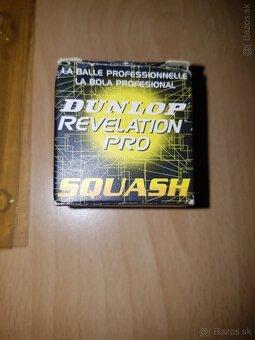 Bazos.sk
LA BALLE PROFESSIONNELLE
LA BOLA PROFESIONAL
DUNLOP
REVELATION
PRO
SQUASH
Bazos.sk